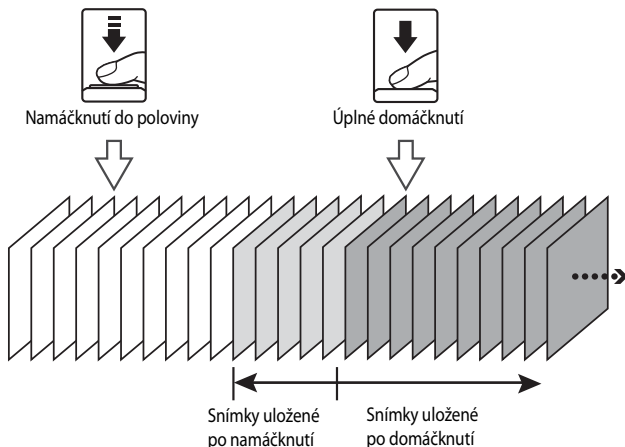 Namáčknutí do poloviny
Úplné domáčknutí
Snímky uložené
po namáčknutí
Snímky uložené
po domáčknutí